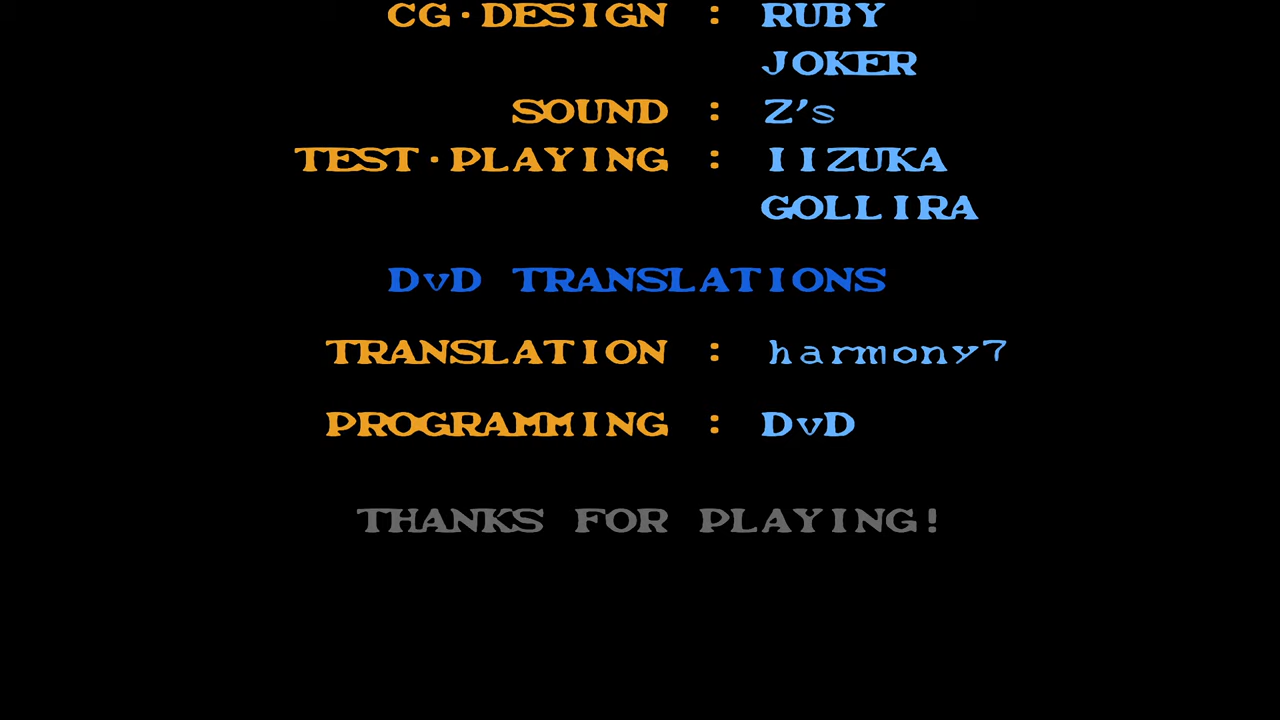 CG·DESIGN : RUBY
JOKER
SOUND : Z's
TEST·PLAYING : IIZUKA
GOLLIRA
DvD TRANSLATIONS
TRANSLATION : harmony7
PROGRAMMING : DvD
THANKS FOR PLAYING!